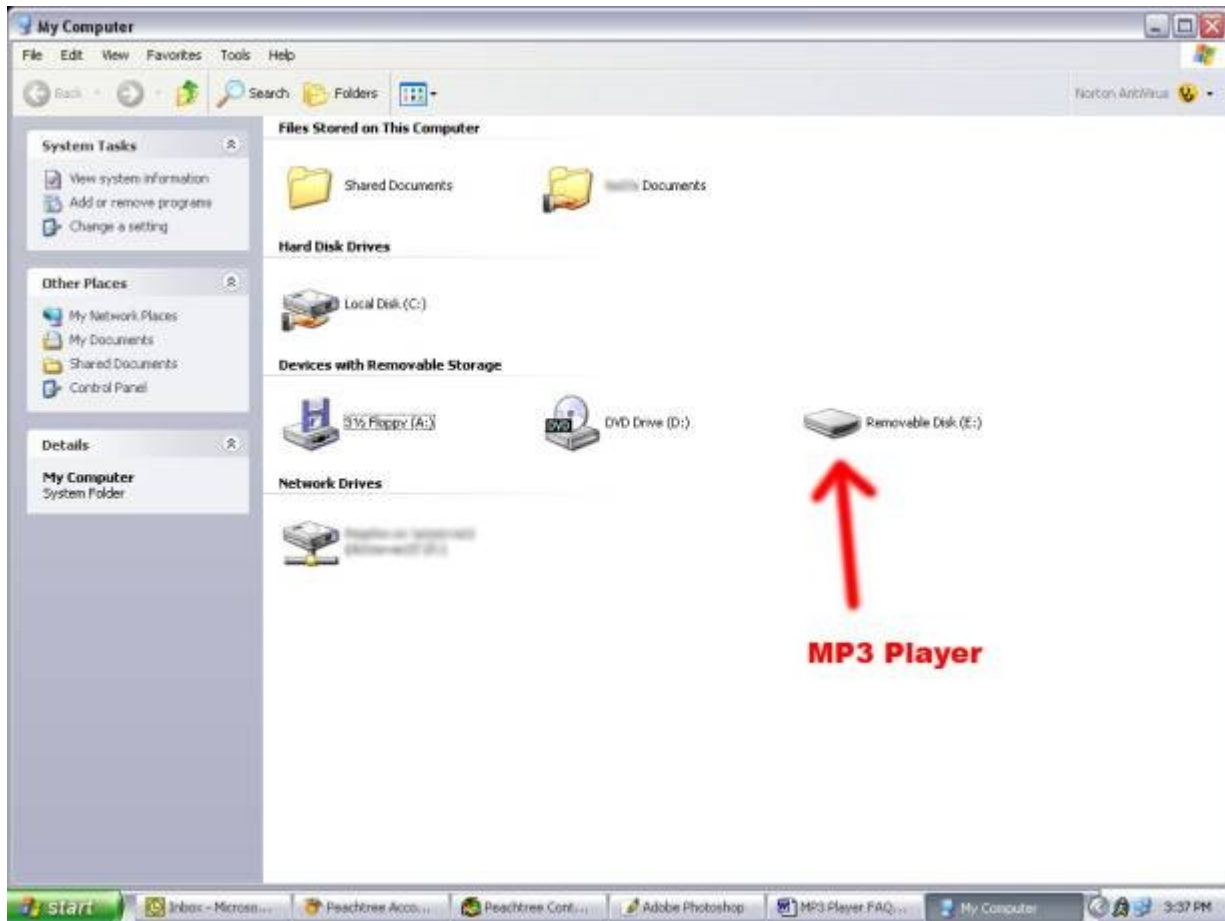 My Computer
File Edit View Favorites Tools Help
Back Search Folders Norton AntiVirus
System Tasks
View system information
Add or remove programs
Change a setting
Other Places
My Network Places
My Documents
Shared Documents
Control Panel
Details
My Computer
System Folder
Files Stored on This Computer
Shared Documents
Documents
Hard Disk Drives
Local Disk (C:)
Devices with Removable Storage
3½ Floppy (A:)
DVD
DVD Drive (D:)
Removable Disk (E:)
Network Drives
MP3 Player
start Inbox - Microso... Peachtree Acco... Peachtree Cont... Adobe Photoshop MP3 Player FAQ... My Computer 3:37 PM